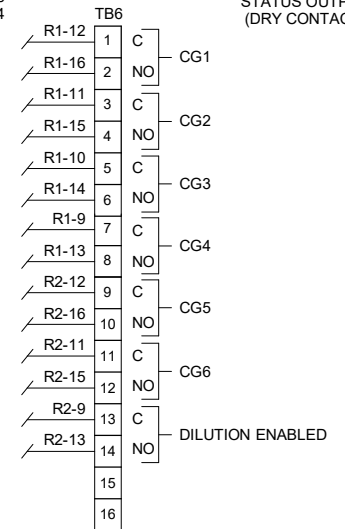 4
TB6
(DRY CONTAC
R1-12 1 C
CG1
R1-16 2 NO
R1-11 3 C
CG2
R1-15 4 NO
R1-10 5 C
CG3
R1-14 6 NO
R1-9 7 C
CG4
R1-13 8 NO
R2-12 9 C
CG5
R2-16 10 NO
R2-11 11 C
CG6
R2-15 12 NO
R2-9 13 C
DILUTION ENABLED
R2-13 14 NO
15
16